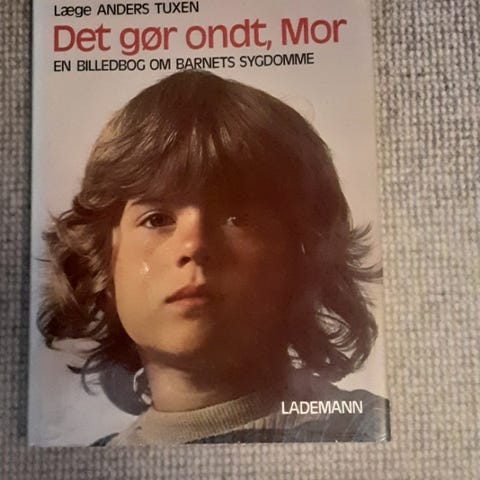 Læge ANDERS TUXEN
Det gør ondt, Mor
EN BILLEDBOG OM BARNETS SYGDOMME
LADEMANN